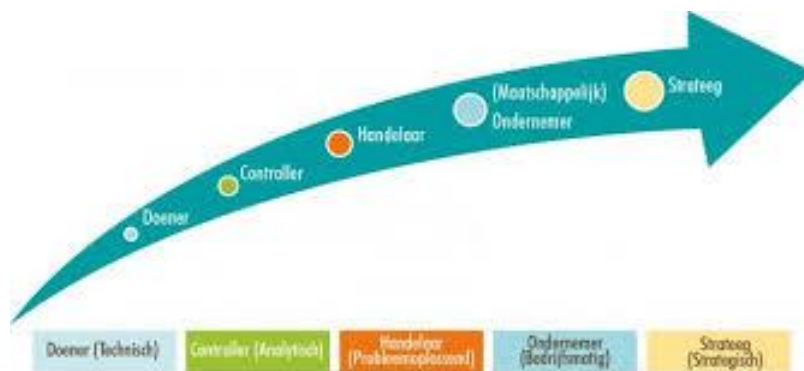 Doener
Controller
Handelaar
(Maatschappelijk)
Ondernemer
Strateeg
Doener (Technisch)
Controller (Analytisch)
Handelaar
(Probleemoplossend)
Ondernemer
(Bedrijfsmatig)
Strateeg
(Strategisch)